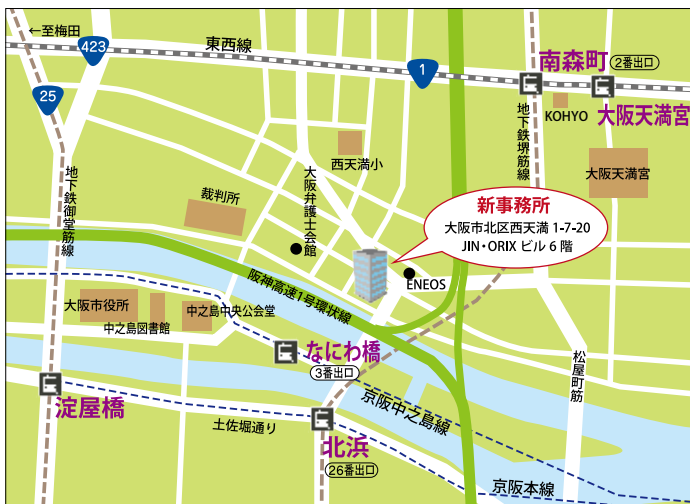 ←至梅田
423
東西線
1
南森町
2番出口
25
KOHYO
大阪天満宮
地下鉄堺筋線
西天満小
大阪天満宮
地下鉄御堂筋線
大阪弁護士会館
裁判所
新事務所
大阪市北区西天満 1-7-20
JIN・ORIX ビル 6 階
ENEOS
阪神高速1号環状線
大阪市役所
中之島図書館
中之島中央公会堂
なにわ橋
3番出口
松屋町筋
淀屋橋
京阪中之島線
土佐堀通り
北浜
26番出口
京阪本線